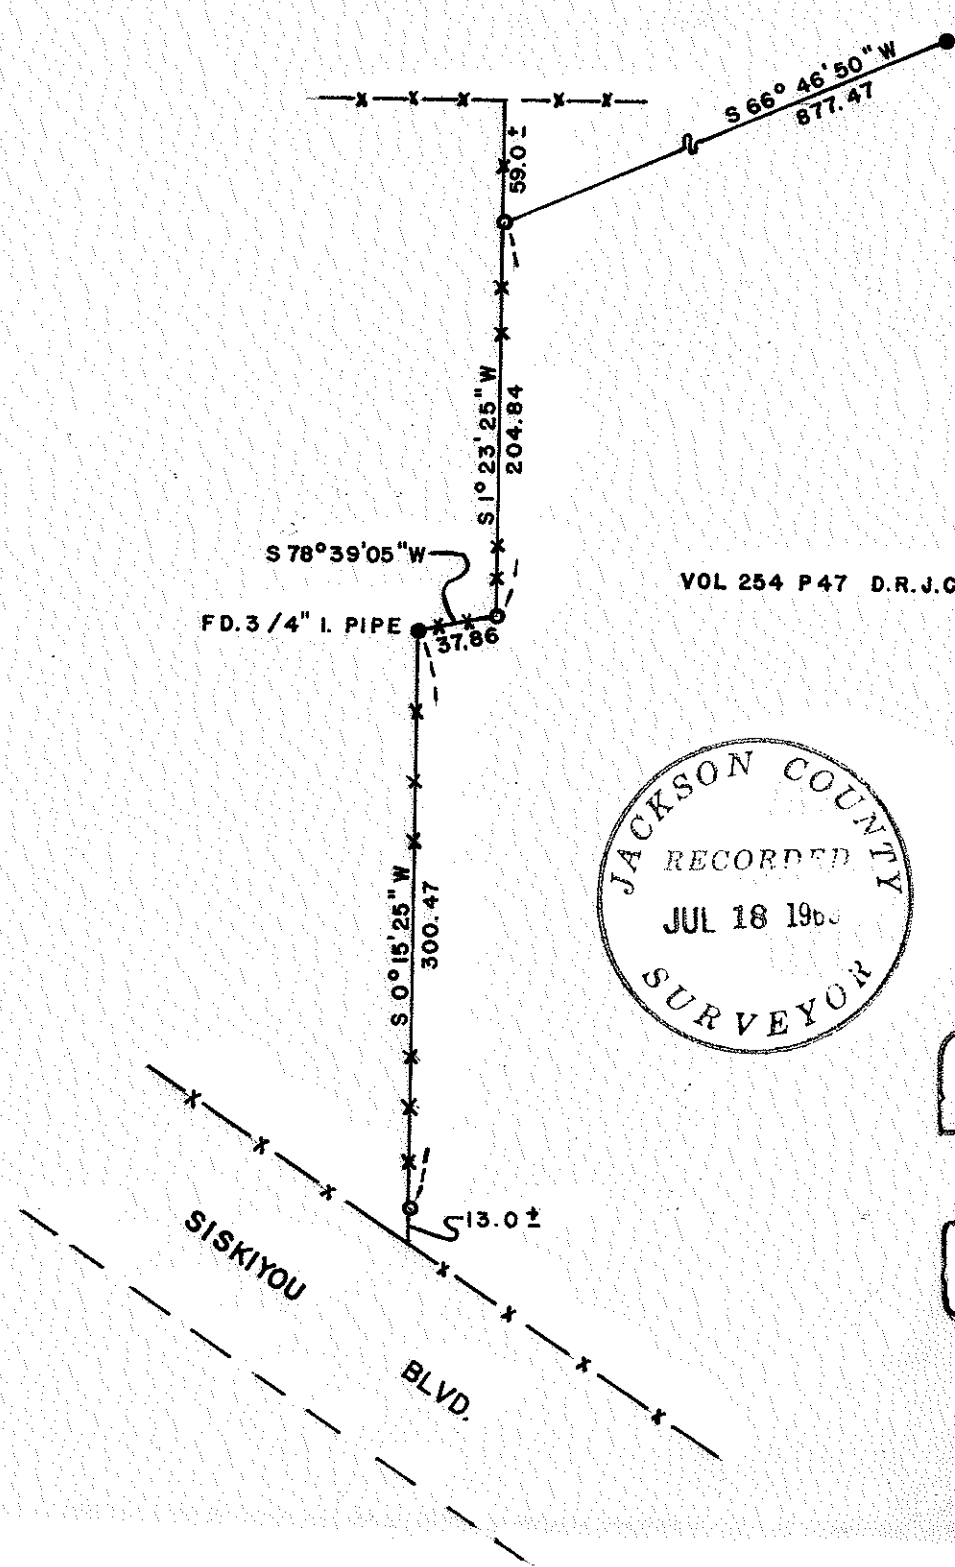 S 66° 46' 50" W
877.47
59.0 ±
S 1° 23' 25" W
204.84
S 78° 39' 05" W
VOL 254 P 47 D.R.J.C
FD. 3/4" I. PIPE
37.86
JACKSON COUNTY
RECORDED
JUL 18
SURVEYOR
S 0° 15' 25" W
300.47
13.0 ±
SISKIYOU
BLVD.